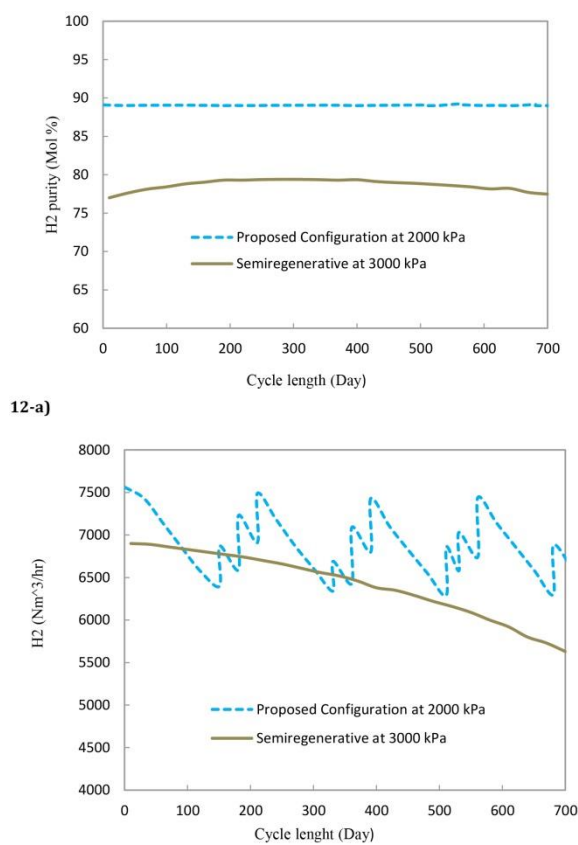 100
95
90
85
80
75
70
65
60
H2 purity (Mol %)
Proposed Configuration at 2000 kPa
Semiregenerative at 3000 kPa
0 100 200 300 400 500 600 700
Cycle length (Day)
12-a)
8000
7500
7000
6500
6000
5500
5000
4500
4000
H2 (Nm^3/hr)
Proposed Configuration at 2000 kPa
Semiregenerative at 3000 kPa
0 100 200 300 400 500 600 700
Cycle lenght (Day)